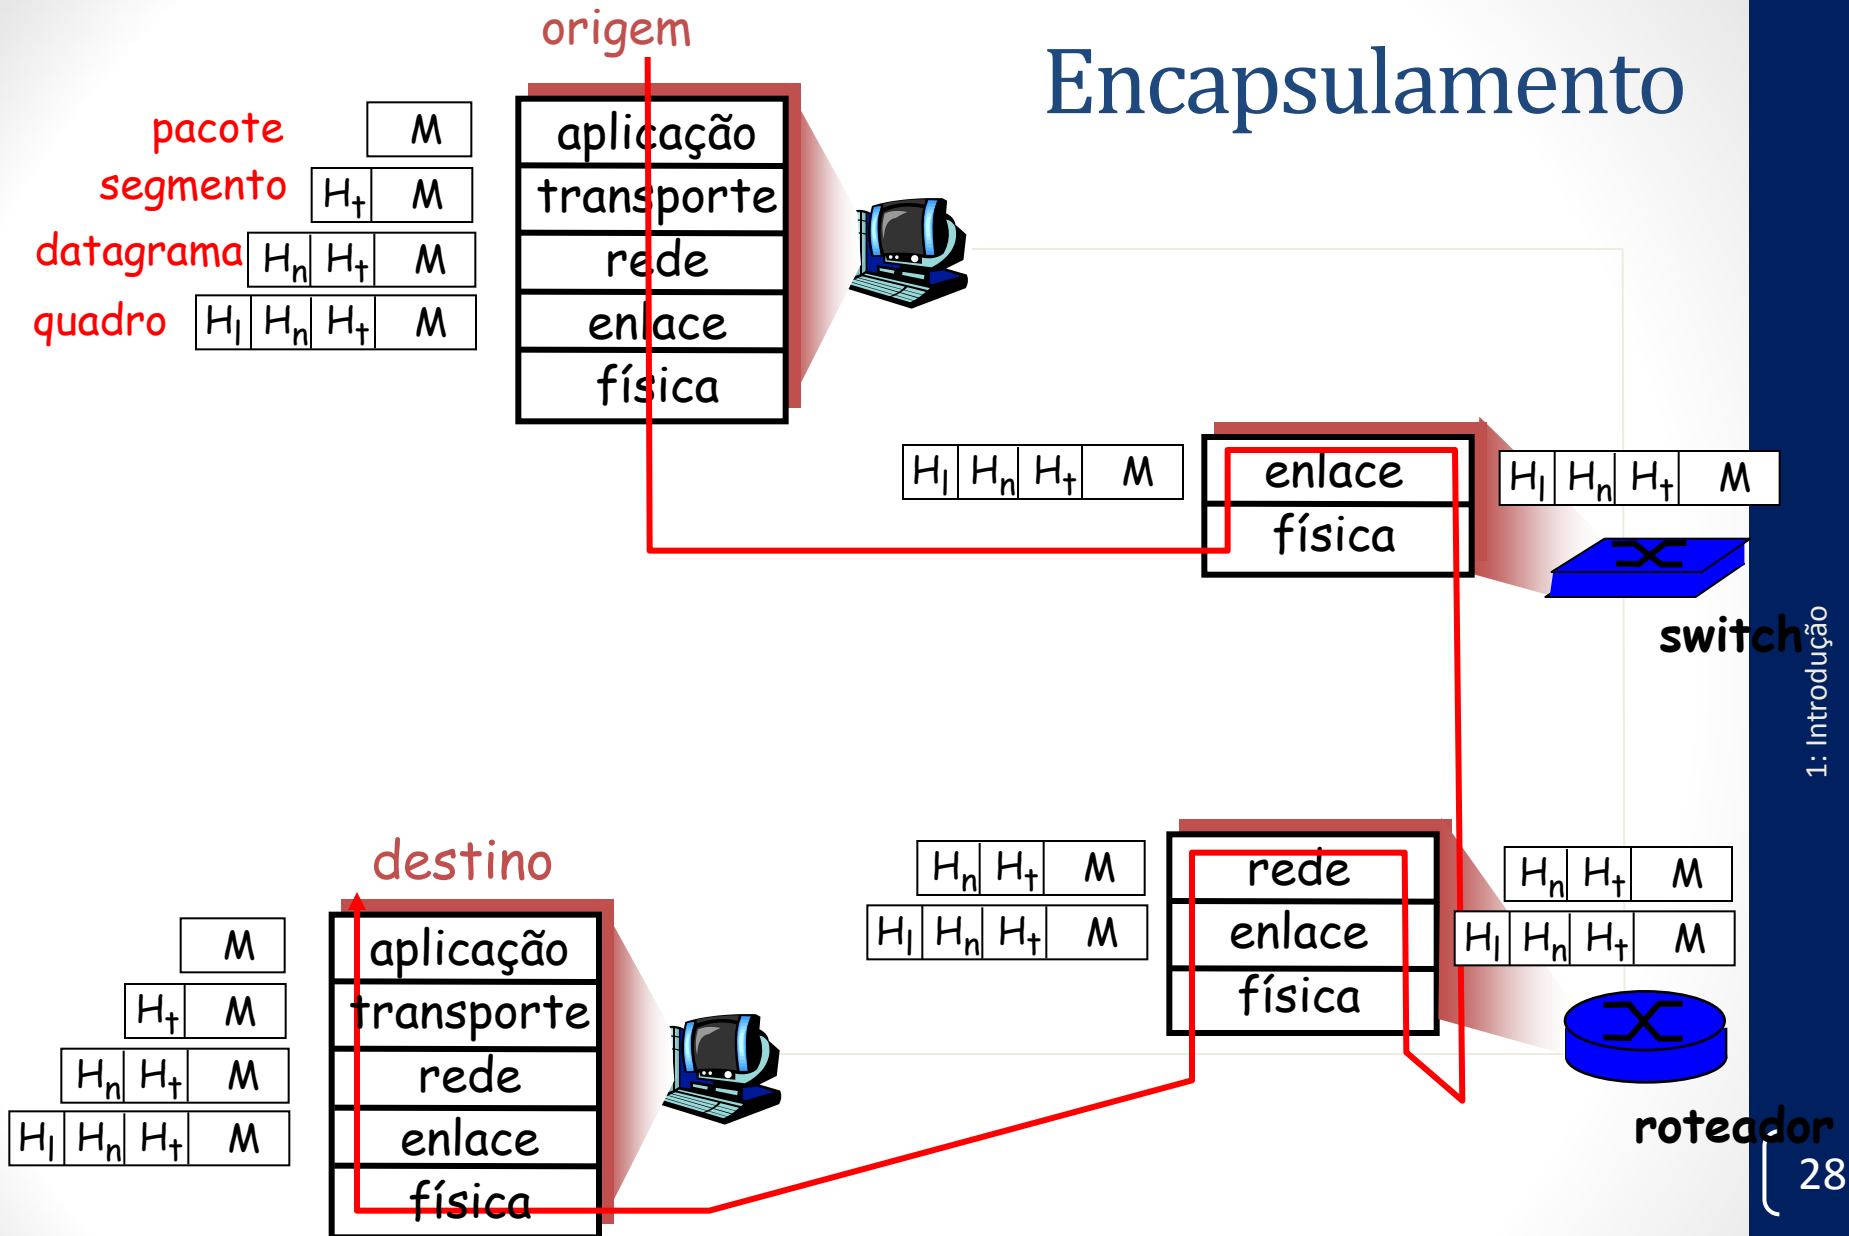 origem
Encapsulamento
pacote M aplicação
segmento Ht M transporte
datagrama Hn Ht M rede
quadro Hl Hn Ht M enlace
física
Hl Hn Ht M enlace Hl Hn Ht M
física
switch
1: Introdução
destino
Hn Ht M rede Hn Ht M
Hl Hn Ht M enlace Hl Hn Ht M
física
roteador
M aplicação
Ht M transporte
Hn Ht M rede
Hl Hn Ht M enlace
física
28